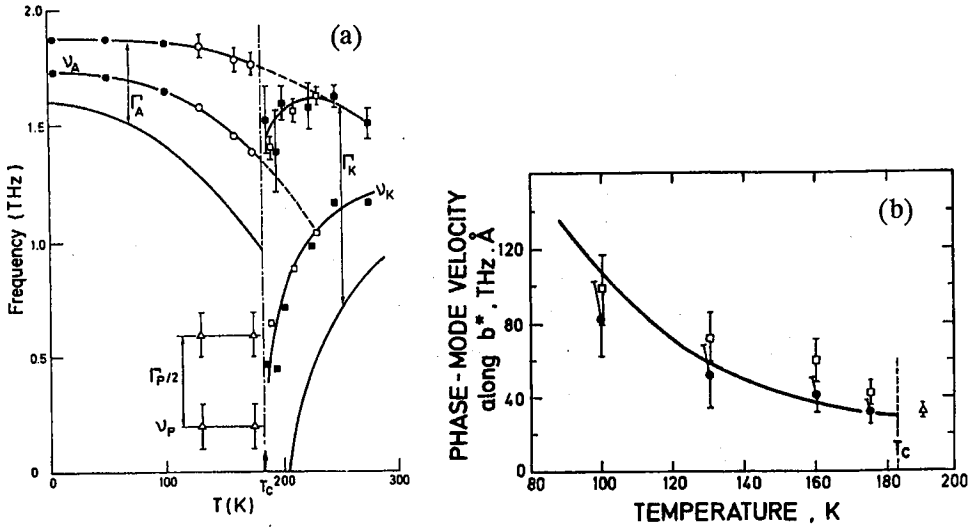 2.0
(a)
ν_A
Γ_A
1.5
Γ_K
ν_K
Frequency (THz)
1.0
0.5
Γ_P/2
ν_P
0
0
100
T_c
200
300
T(K)
(b)
PHASE-MODE VELOCITY
along b*, THz.Å
120
80
40
0
T_c
80
100
120
140
160
180
200
TEMPERATURE, K